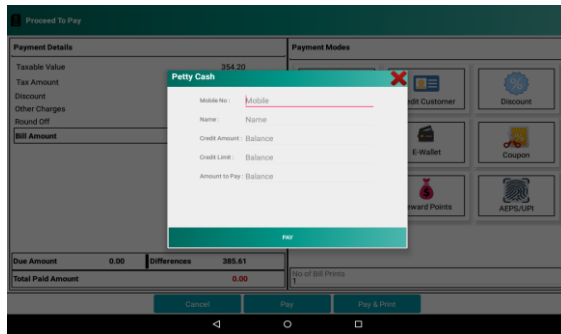 Proceed To Pay
Payment Details
Payment Modes
Taxable Value 354.20
Tax Amount
Discount
Other Charges
Round Off
Bill Amount
Petty Cash
Mobile No : Mobile
Name : Name
Credit Amount : Balance
Credit Limit : Balance
Amount to Pay : Balance
PAY
edit Customer
Discount
E-Wallet
Coupon
ward Points
AEPS/UPI
Due Amount 0.00 Differences 385.61
Total Paid Amount 0.00
No of Bill Prints
1
Cancel
Pay
Pay & Print